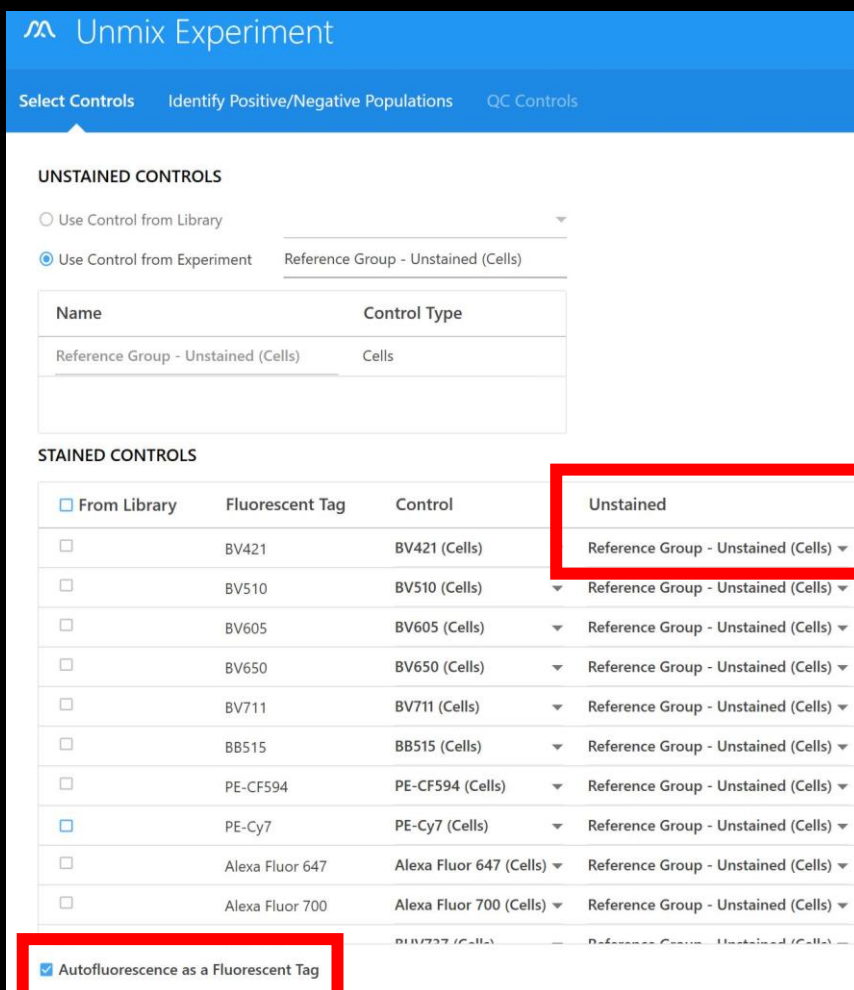 Unmix Experiment
Select Controls Identify Positive/Negative Populations QC Controls
UNSTAINED CONTROLS
Use Control from Library
Use Control from Experiment Reference Group - Unstained (Cells)
Name Control Type
Reference Group - Unstained (Cells) Cells
STAINED CONTROLS
From Library Fluorescent Tag Control Unstained
BV421 BV421 (Cells) Reference Group - Unstained (Cells)
BV510 BV510 (Cells) Reference Group - Unstained (Cells)
BV605 BV605 (Cells) Reference Group - Unstained (Cells)
BV650 BV650 (Cells) Reference Group - Unstained (Cells)
BV711 BV711 (Cells) Reference Group - Unstained (Cells)
BB515 BB515 (Cells) Reference Group - Unstained (Cells)
PE-CF594 PE-CF594 (Cells) Reference Group - Unstained (Cells)
PE-Cy7 PE-Cy7 (Cells) Reference Group - Unstained (Cells)
Alexa Fluor 647 Alexa Fluor 647 (Cells) Reference Group - Unstained (Cells)
Alexa Fluor 700 Alexa Fluor 700 (Cells) Reference Group - Unstained (Cells)
(Cells) Reference Group - Unstained (Cells)
Autofluorescence as a Fluorescent Tag